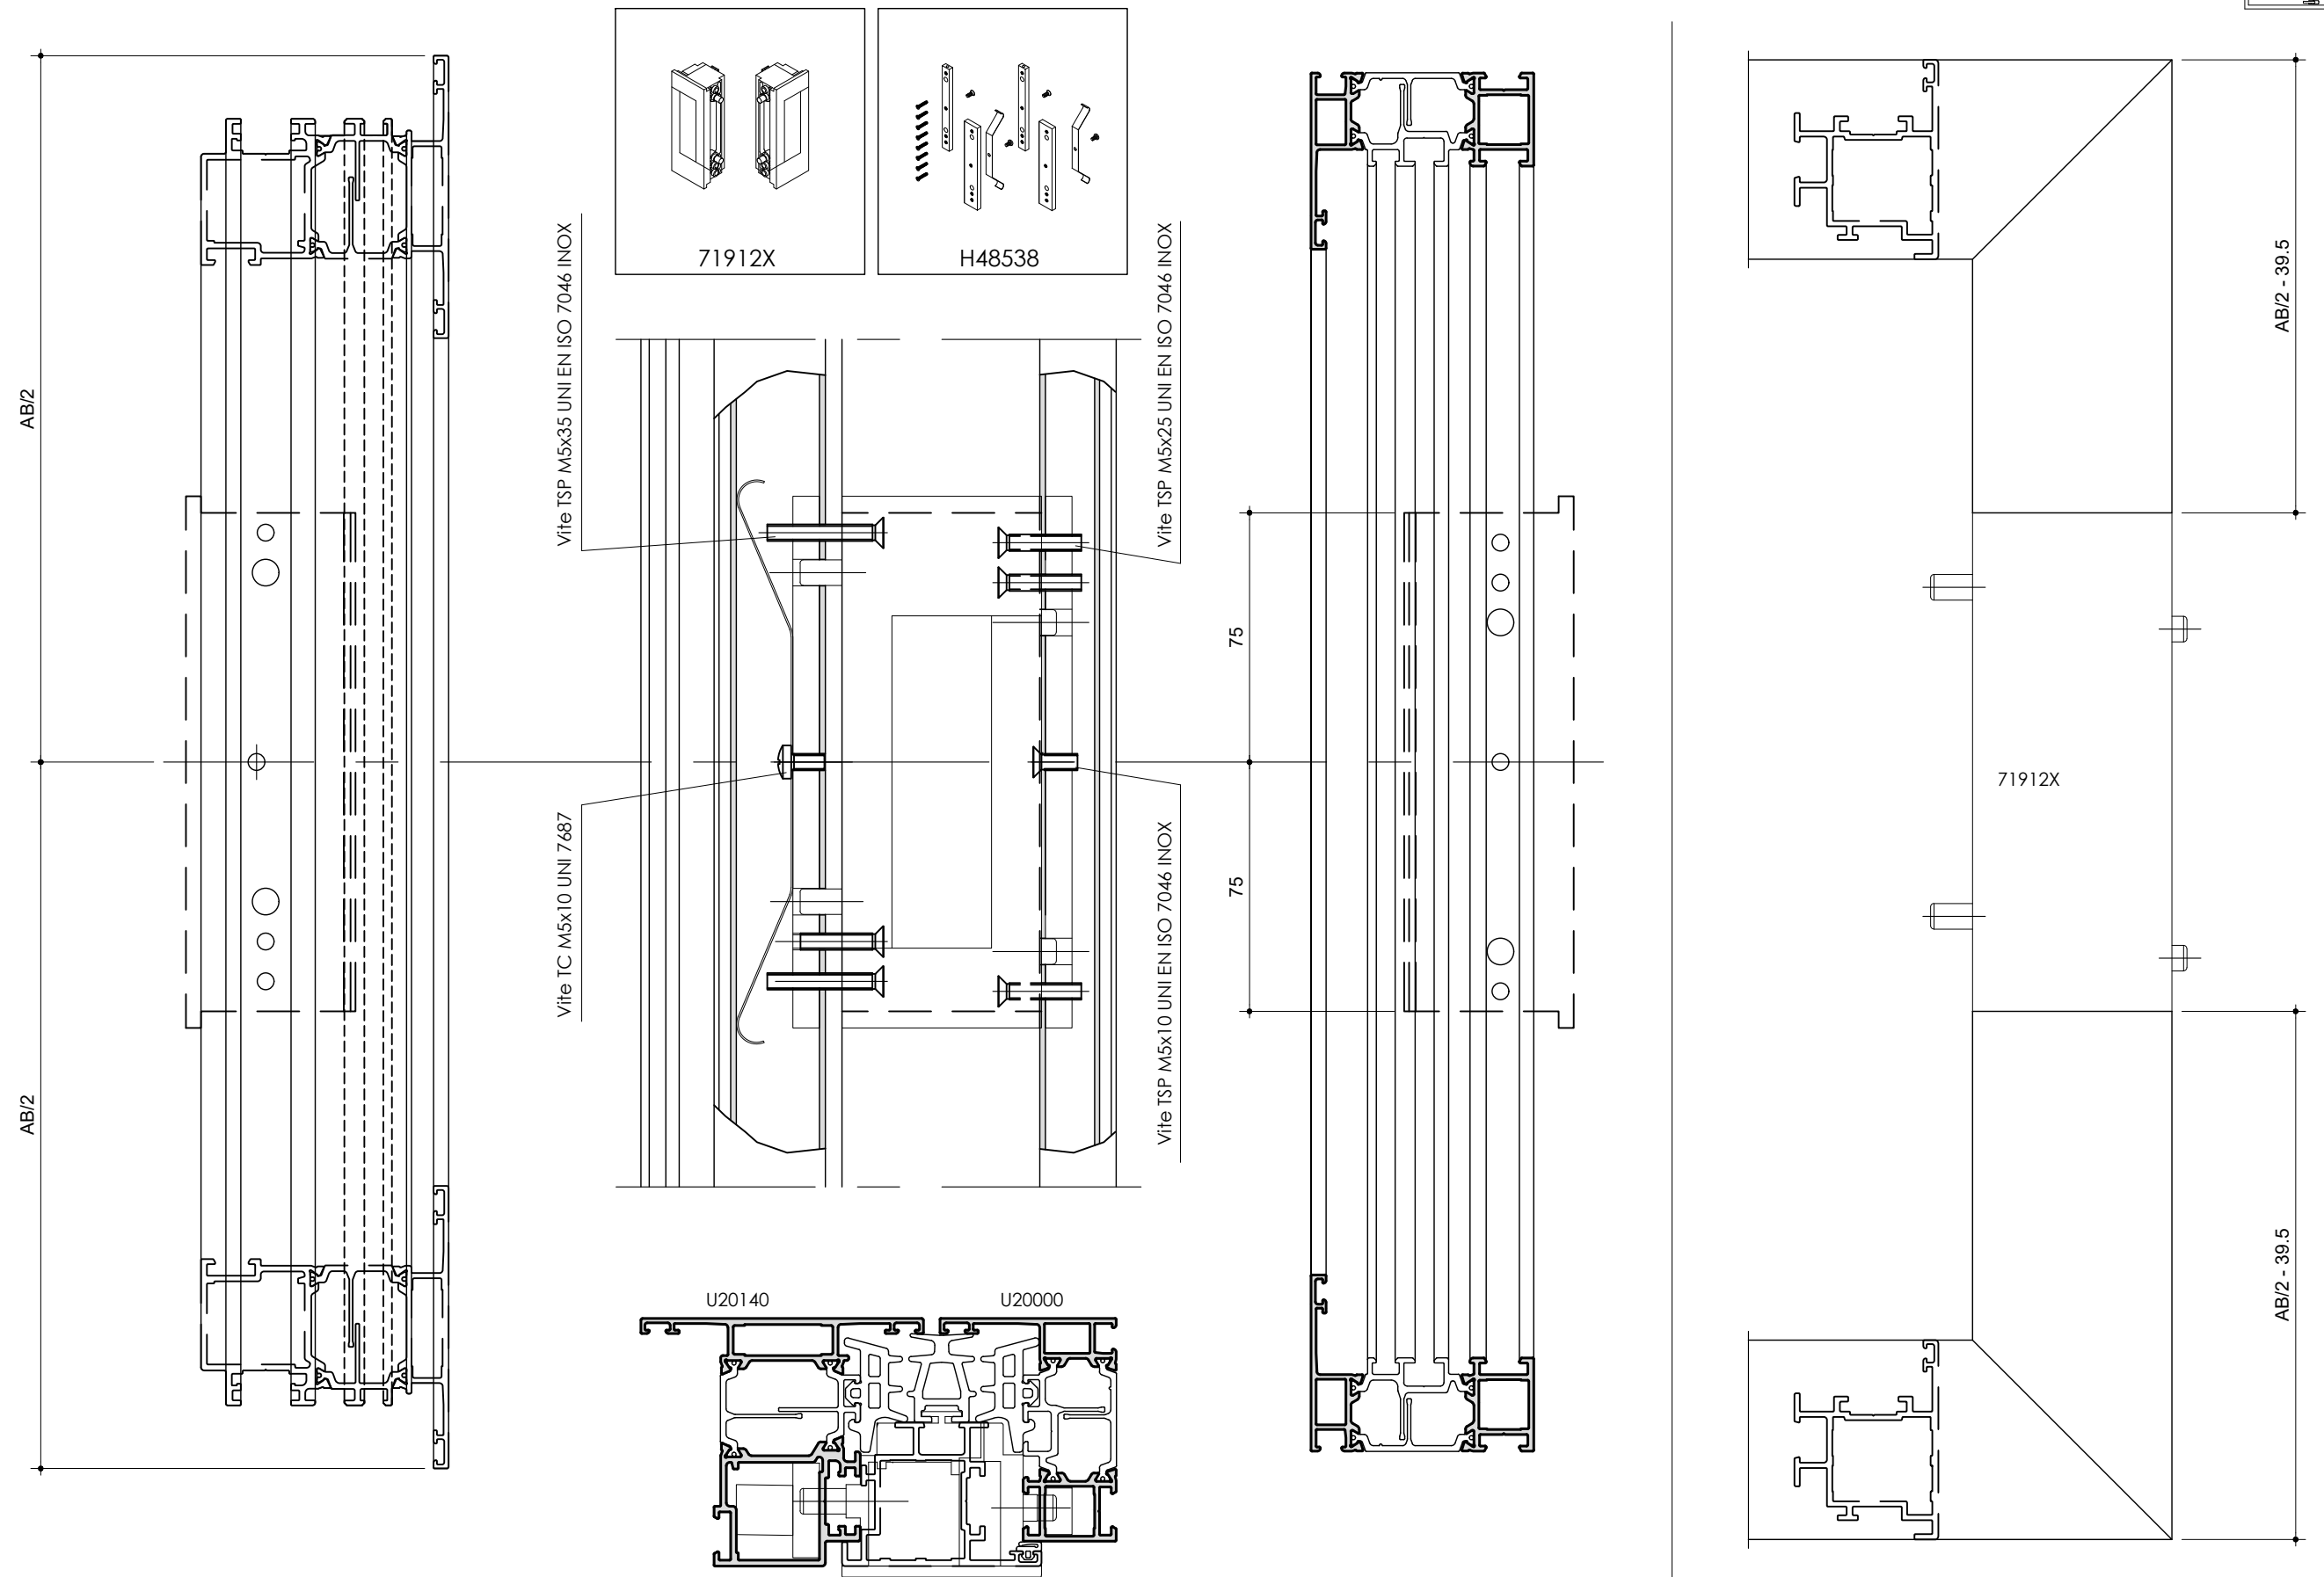 71912X
H48538
Vite TSP M5x35 UNI EN ISO 7046 INOX
Vite TSP M5x25 UNI EN ISO 7046 INOX
AB/2
AB/2 - 39.5
75
71912X
75
Vite TC M5x10 UNI 7687
Vite TSP M5x10 UNI EN ISO 7046 INOX
AB/2
AB/2 - 39.5
U20140
U20000